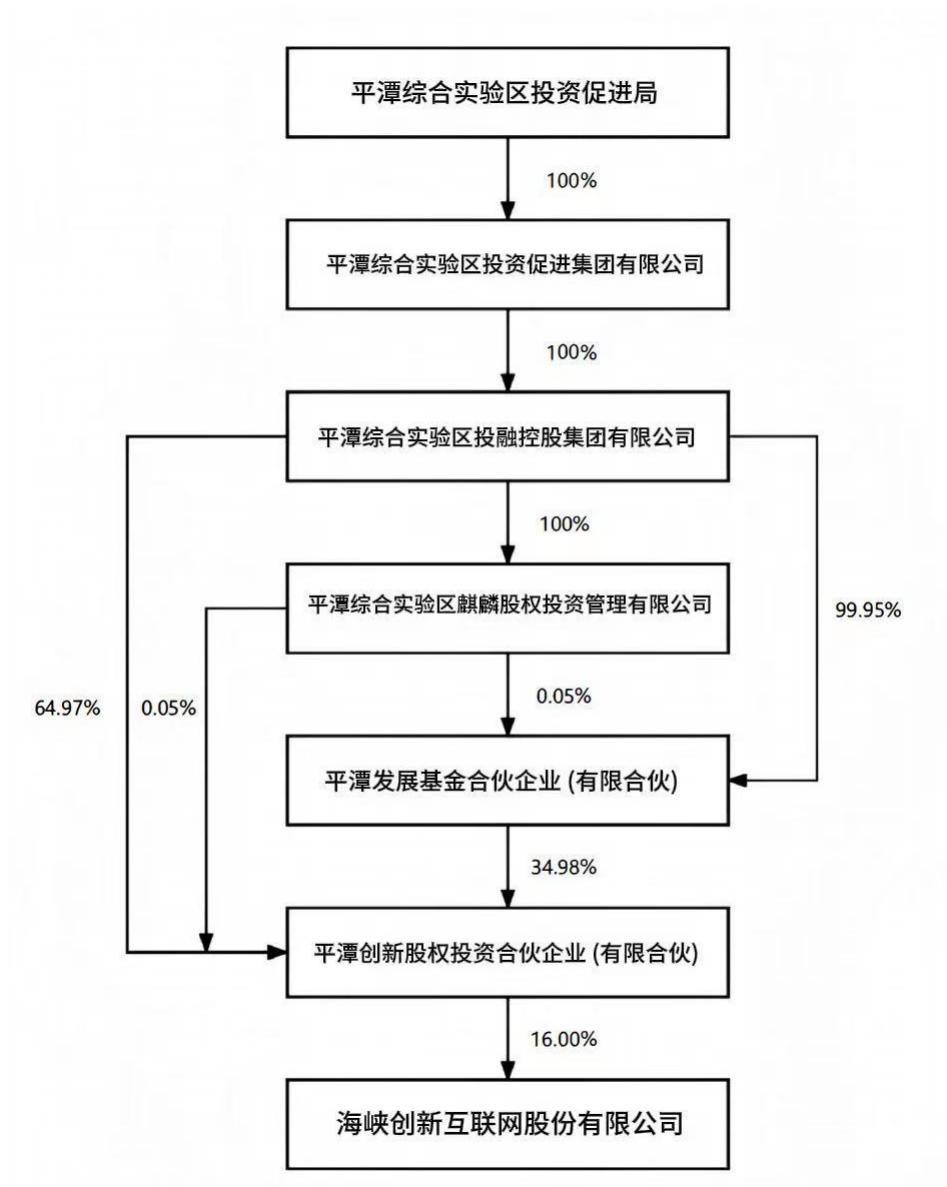 平潭综合实验区投资促进局
100%
平潭综合实验区投资促进集团有限公司
100%
平潭综合实验区投融控股集团有限公司
100%
平潭综合实验区麒麟股权投资管理有限公司
99.95%
64.97%
0.05%
0.05%
平潭发展基金合伙企业 (有限合伙)
34.98%
平潭创新股权投资合伙企业 (有限合伙)
16.00%
海峡创新互联网股份有限公司